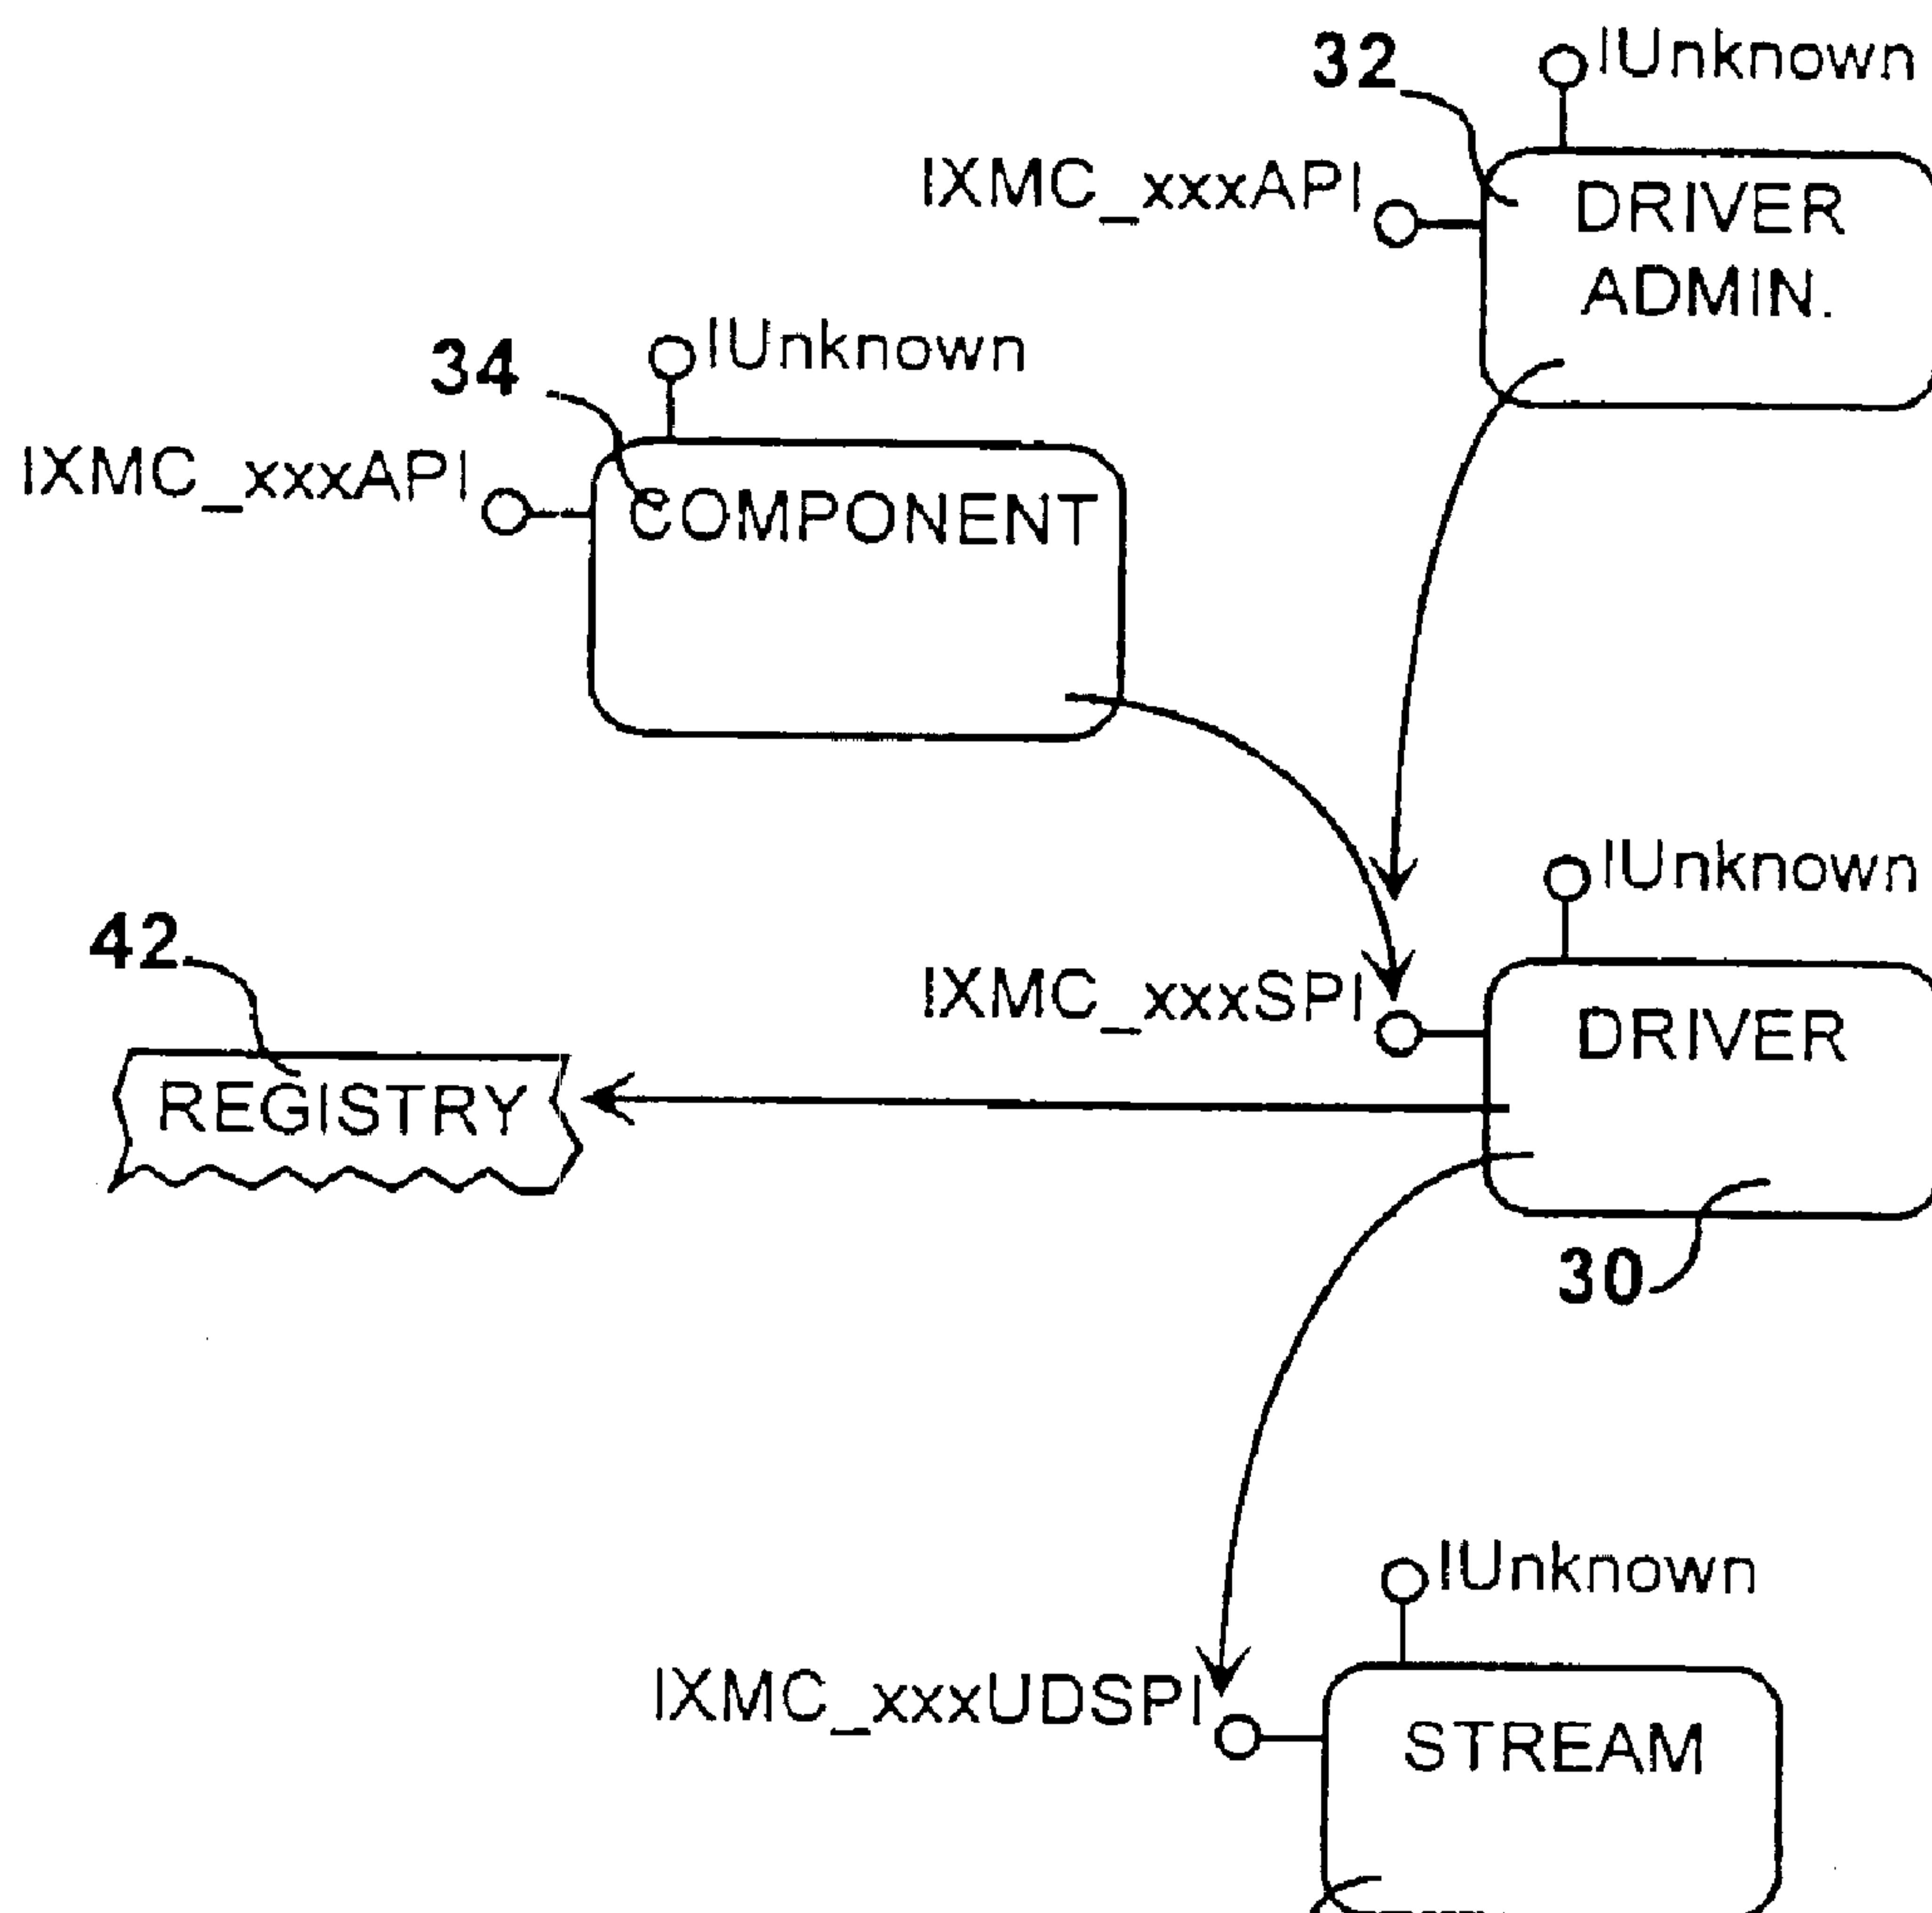 32
IUnknown
IXMC_xxxAPI
DRIVER
ADMIN.
34
IUnknown
IXMC_xxxAPI
COMPONENT
IUnknown
42
IXMC_xxxSPI
DRIVER
REGISTRY
30
IUnknown
IXMC_xxxUDSPI
STREAM